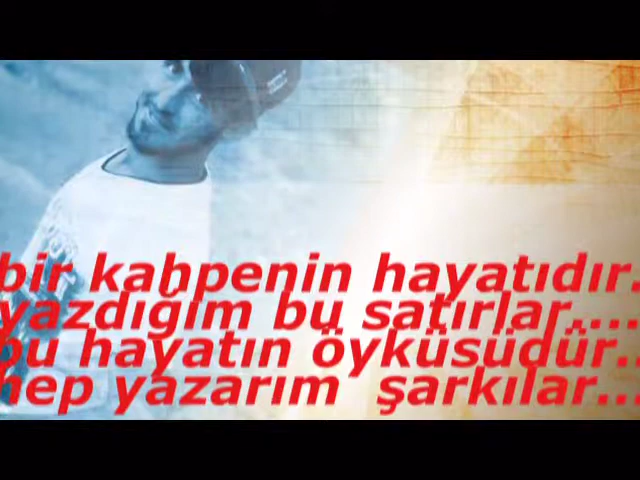 bir kahpenin hayatıdır:
yazdığım bu satırlar....
bu hayatın öyküsüdür..
hep yazarım şarkılar...